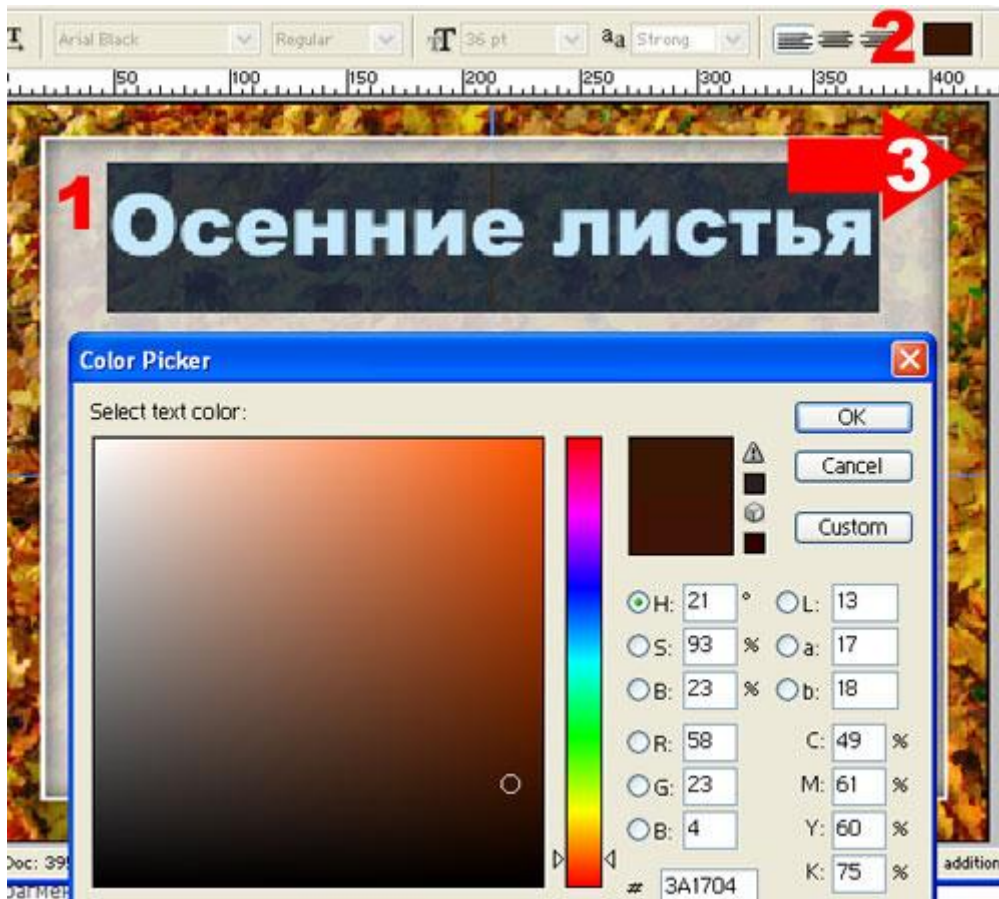 T Arial Black Regular T 36 pt aa Strong 2
50 100 150 200 250 300 350 400
3
1
Осенние листья
Color Picker
Select text color:
OK
Cancel
Custom
H: 21 ° L: 13
S: 93 % a: 17
B: 23 % b: 18
R: 58 C: 49 %
G: 23 M: 61 %
B: 4 Y: 60 %
# 3A1704 K: 75 %
Doc: 395 addition